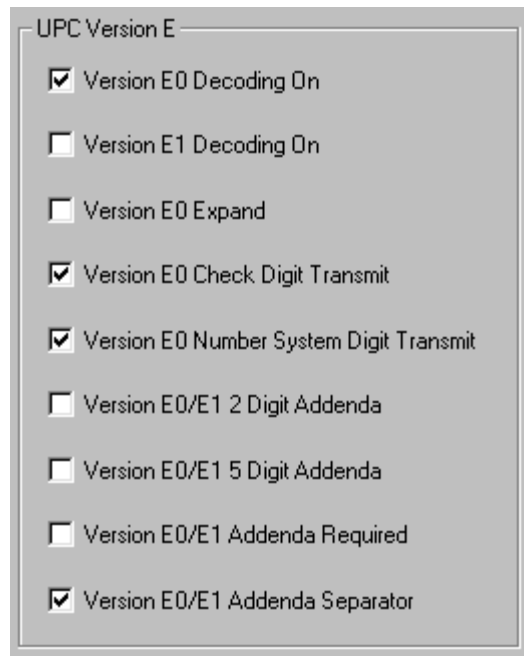 UPC Version E
Version E0 Decoding On
Version E1 Decoding On
Version E0 Expand
Version E0 Check Digit Transmit
Version E0 Number System Digit Transmit
Version E0/E1 2 Digit Addenda
Version E0/E1 5 Digit Addenda
Version E0/E1 Addenda Required
Version E0/E1 Addenda Separator